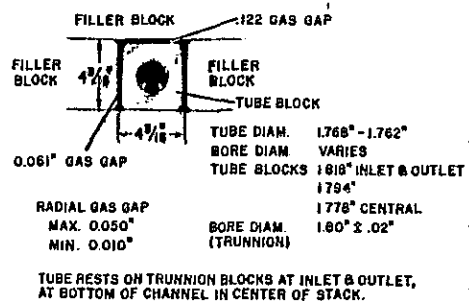 FILLER BLOCK
.122 GAS GAP
FILLER BLOCK
4 3/16"
FILLER BLOCK
TUBE BLOCK
4 3/16"
0.061" GAS GAP
TUBE DIAM. 1.768" - 1.762"
BORE DIAM. VARIES
TUBE BLOCKS 1.818" INLET & OUTLET
1.794"
1.778" CENTRAL
RADIAL GAS GAP
MAX. 0.050"
MIN. 0.010"
BORE DIAM. 1.80" ± .02"
(TRUNNION)
TUBE RESTS ON TRUNNION BLOCKS AT INLET & OUTLET,
AT BOTTOM OF CHANNEL IN CENTER OF STACK.